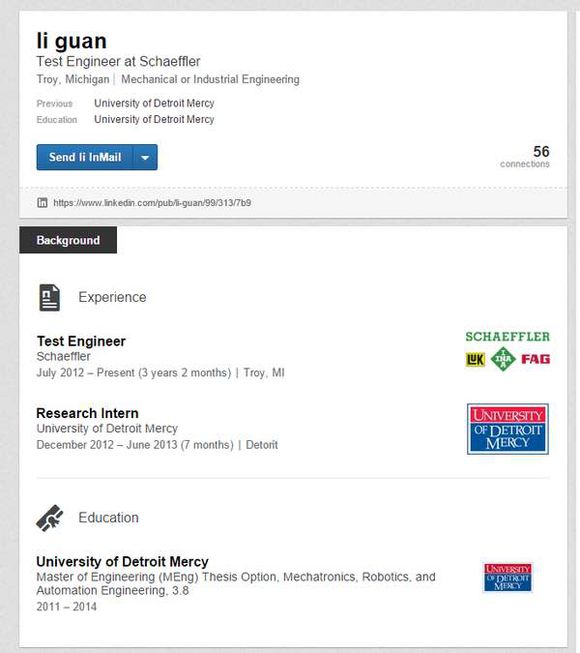 li guan
Test Engineer at Schaeffler
Troy, Michigan | Mechanical or Industrial Engineering
Previous University of Detroit Mercy
Education University of Detroit Mercy
Send li InMail
56
connections
https://www.linkedin.com/pub/li-guan/99/313/7b9
Background
Experience
Test Engineer
Schaeffler
July 2012 – Present (3 years 2 months) | Troy, MI
SCHAEFFLER
LUK INA FAG
Research Intern
University of Detroit Mercy
December 2012 – June 2013 (7 months) | Detorit
UNIVERSITY
OF DETROIT
MERCY
Education
University of Detroit Mercy
Master of Engineering (MEng) Thesis Option, Mechatronics, Robotics, and
Automation Engineering, 3.8
2011 – 2014
UNIVERSITY
OF DETROIT
MERCY